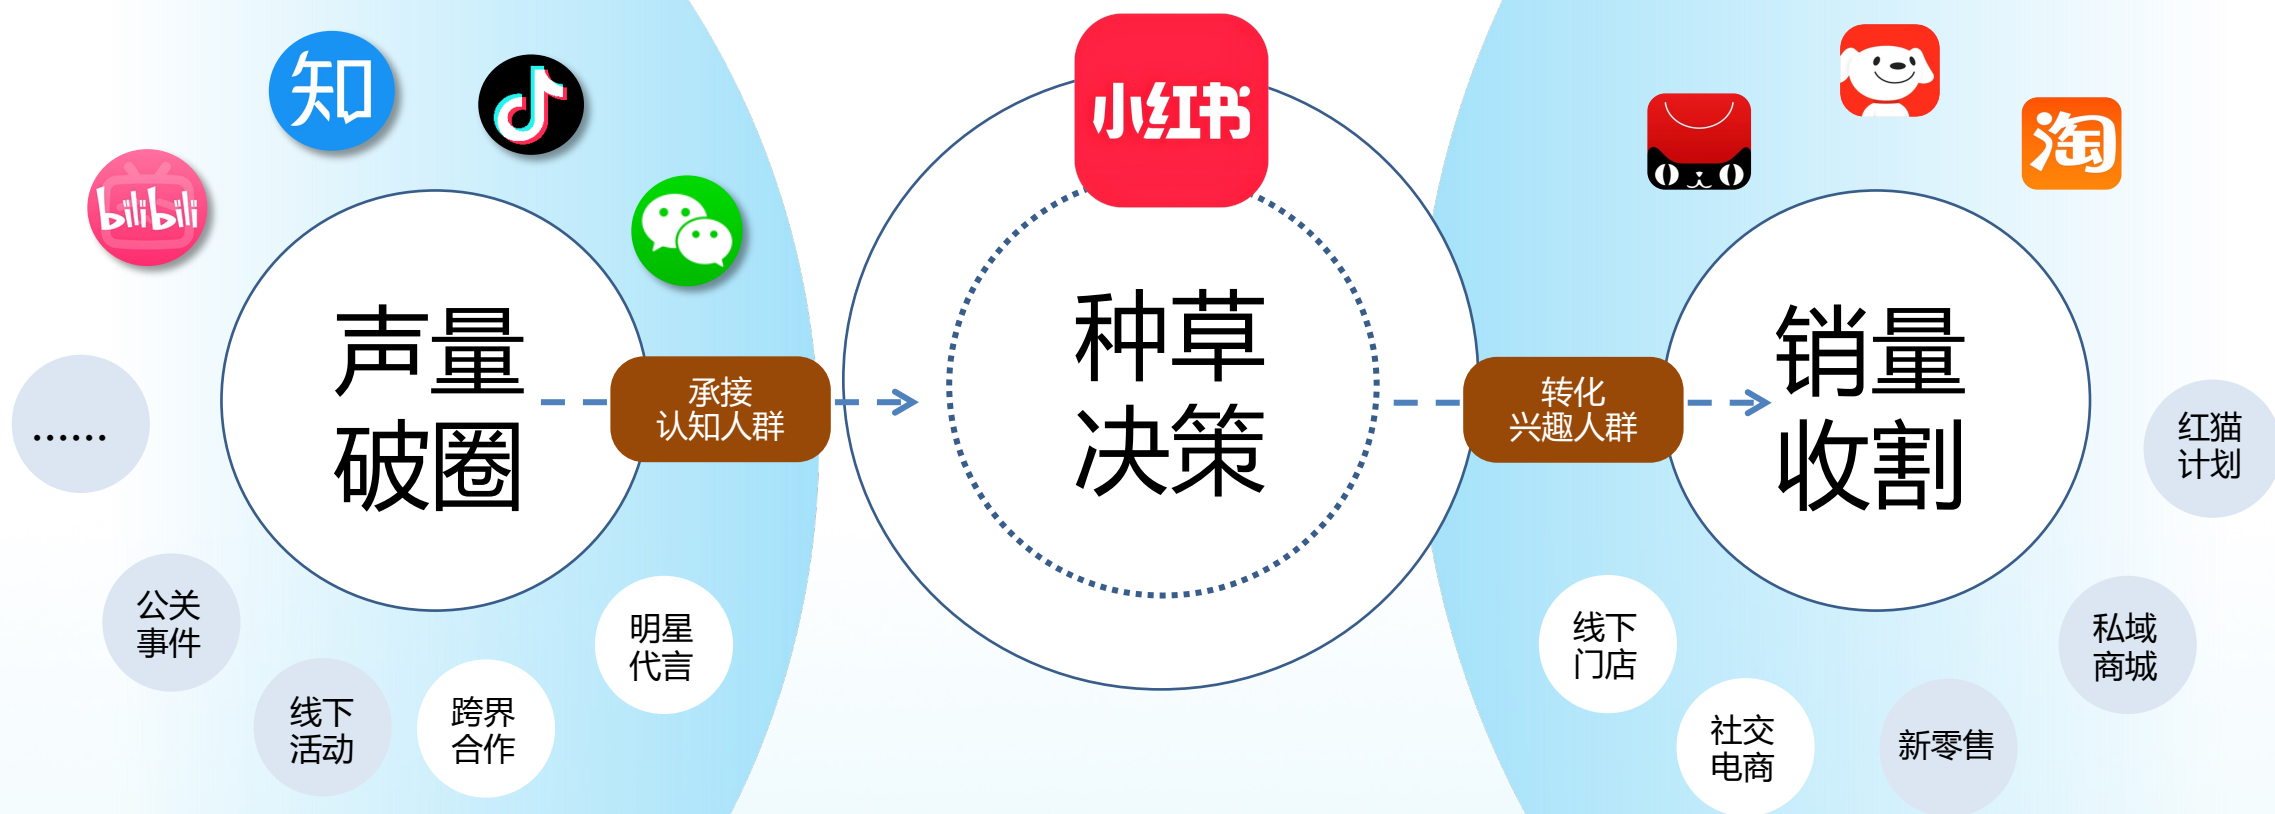 知
bilibili
小红书
淘
声量
破圈
承接
认知人群
种草
决策
转化
兴趣人群
销量
收割
......
公关
事件
线下
活动
跨界
合作
明星
代言
线下
门店
社交
电商
新零售
私域
商城
红猫
计划